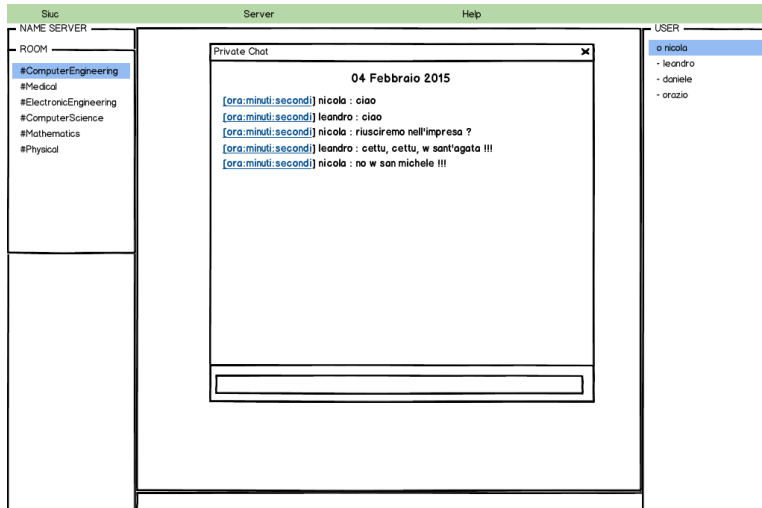 Siuc Server Help
NAME SERVER
ROOM
#ComputerEngineering
#Medical
#ElectronicEngineering
#ComputerScience
#Mathematics
#Physical
Private Chat
04 Febbraio 2015
[ora:minuti:secondi] nicola : ciao
[ora:minuti:secondi] leandro : ciao
[ora:minuti:secondi] nicola : riusciremo nell'impresa ?
[ora:minuti:secondi] leandro : cettu, cettu, w sant'agata !!!
[ora:minuti:secondi] nicola : no w san michele !!!
USER
o nicola
- leandro
- daniele
- orazio